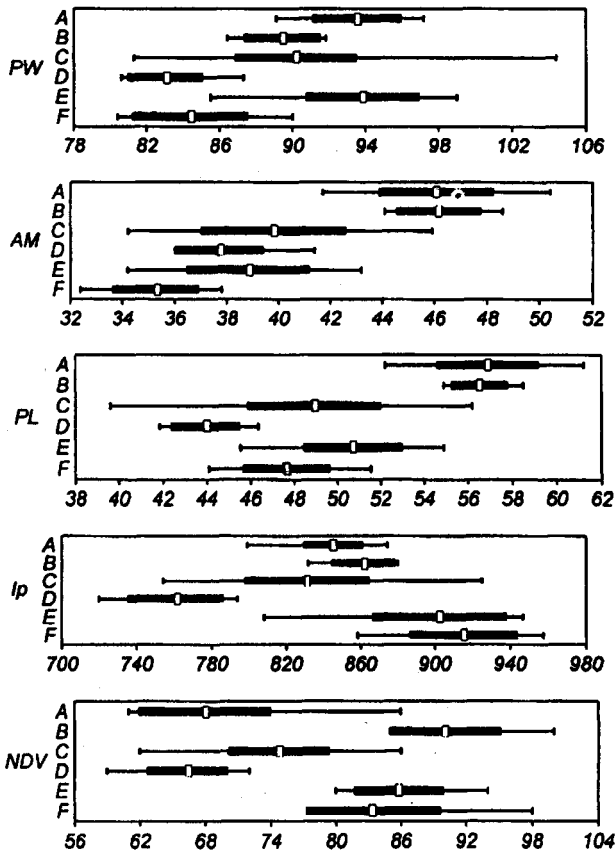 PW
A
B
C
D
E
F
78 82 86 90 94 98 102 106
AM
A
B
C
D
E
F
32 34 36 38 40 42 44 46 48 50 52
PL
A
B
C
D
E
F
38 40 42 44 46 48 50 52 54 56 58 60 62
Ip
A
B
C
D
E
F
700 740 780 820 860 900 940 980
NDV
A
B
C
D
E
F
56 62 68 74 80 86 92 98 104